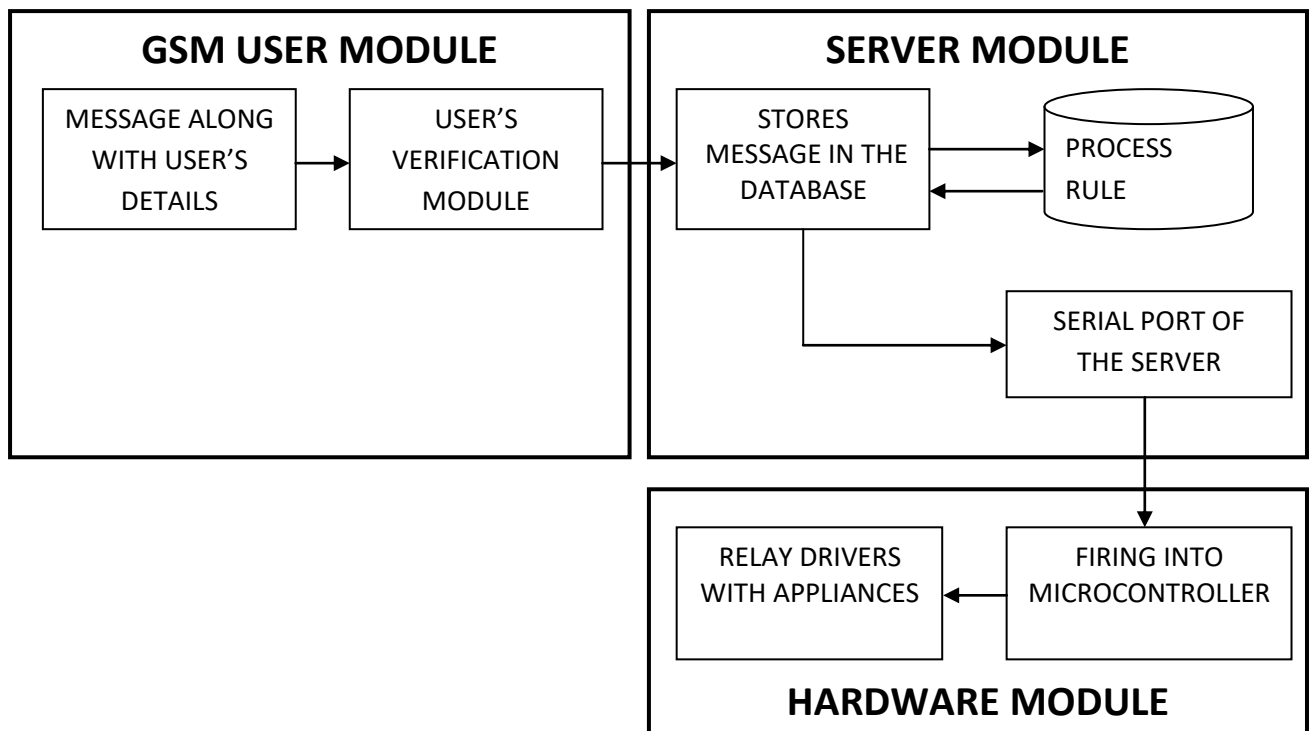 GSM USER MODULE
MESSAGE ALONG
WITH USER’S
DETAILS
USER’S
VERIFICATION
MODULE
SERVER MODULE
STORES
MESSAGE IN THE
DATABASE
PROCESS
RULE
SERIAL PORT OF
THE SERVER
RELAY DRIVERS
WITH APPLIANCES
FIRING INTO
MICROCONTROLLER
HARDWARE MODULE